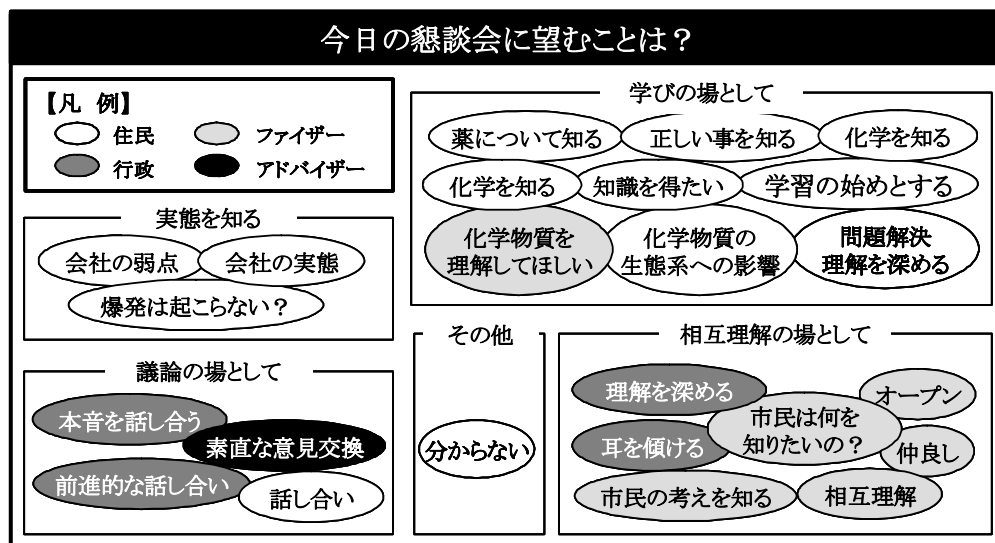 今日の懇談会に望むことは？
【凡 例】
住民
ファイザー
行政
アドバイザー
実態を知る
会社の弱点
会社の実態
爆発は起こらない？
議論の場として
本音を話し合う
素直な意見交換
前進的な話し合い
話し合い
学びの場として
薬について知る
正しい事を知る
化学を知る
化学を知る
知識を得たい
学習の始めとする
化学物質を
理解してほしい
化学物質の
生態系への影響
問題解決
理解を深める
その他
分からない
相互理解の場として
理解を深める
オープン
市民は何を
知りたいの？
耳を傾ける
仲良し
市民の考えを知る
相互理解